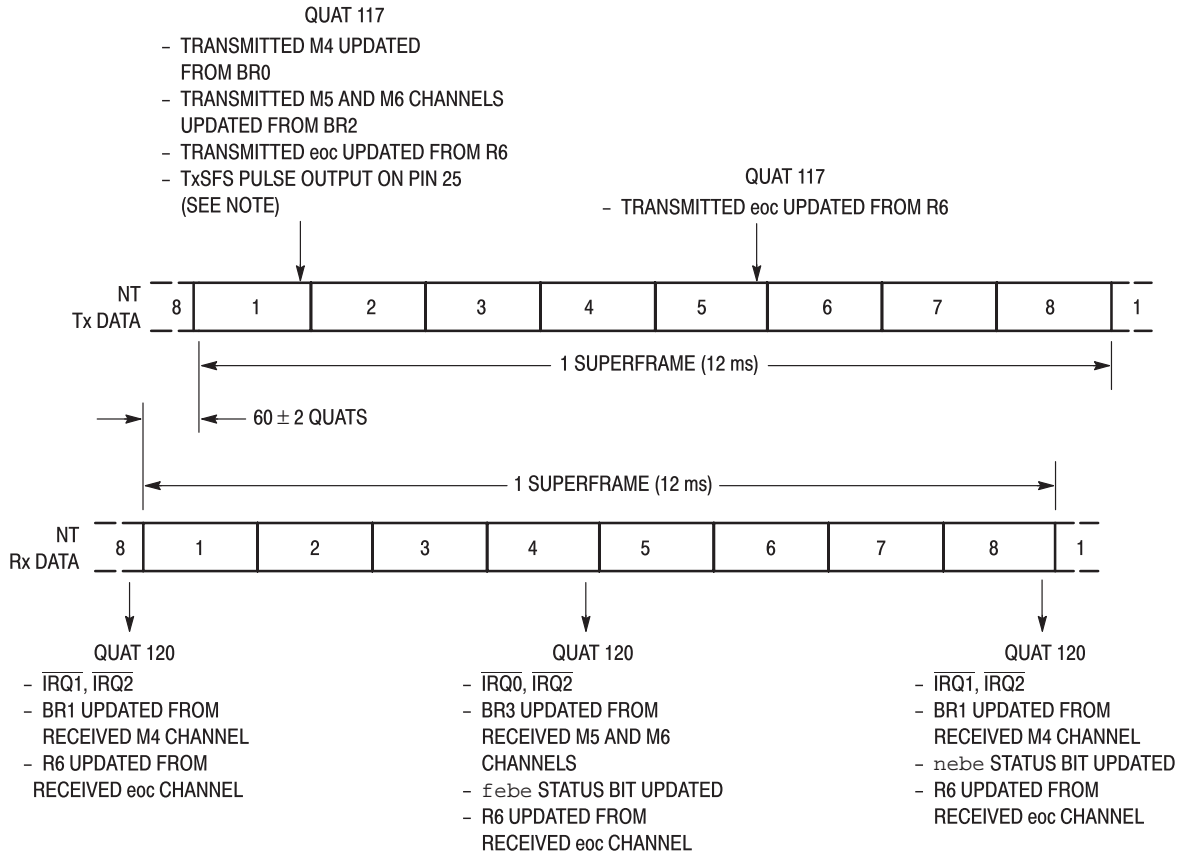 QUAT 117
– TRANSMITTED M4 UPDATED
FROM BR0
– TRANSMITTED M5 AND M6 CHANNELS
UPDATED FROM BR2
– TRANSMITTED eoc UPDATED FROM R6
– TxSFS PULSE OUTPUT ON PIN 25
(SEE NOTE)
QUAT 117
– TRANSMITTED eoc UPDATED FROM R6
NT
Tx DATA
8 1 2 3 4 5 6 7 8 1
1 SUPERFRAME (12 ms)
60 ± 2 QUATS
1 SUPERFRAME (12 ms)
NT
Rx DATA
8 1 2 3 4 5 6 7 8 1
QUAT 120
– IRQ1, IRQ2
– BR1 UPDATED FROM
RECEIVED M4 CHANNEL
– R6 UPDATED FROM
RECEIVED eoc CHANNEL
QUAT 120
– IRQ0, IRQ2
– BR3 UPDATED FROM
RECEIVED M5 AND M6
CHANNELS
– febe STATUS BIT UPDATED
– R6 UPDATED FROM
RECEIVED eoc CHANNEL
QUAT 120
– IRQ1, IRQ2
– BR1 UPDATED FROM
RECEIVED M4 CHANNEL
– nebe STATUS BIT UPDATED
– R6 UPDATED FROM
RECEIVED eoc CHANNEL